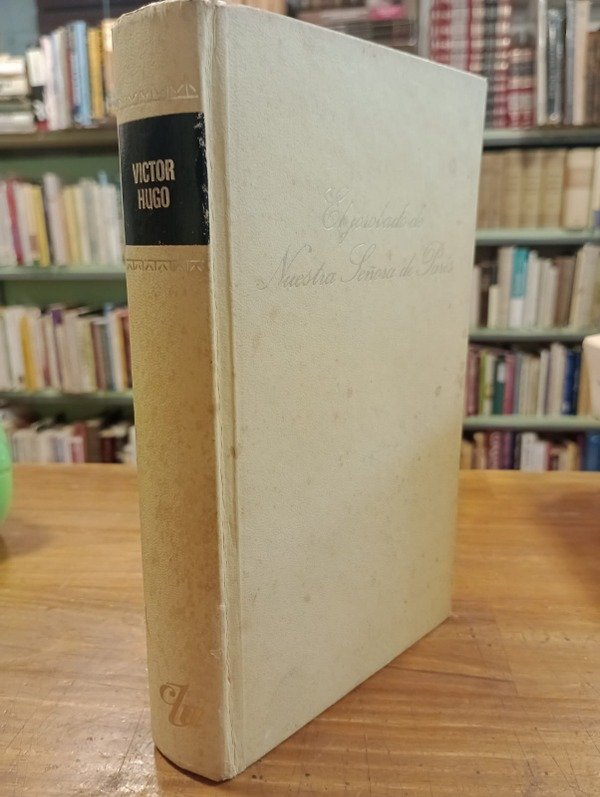 VICTOR
HUGO
El jorobado de
Nuestra Señora de París